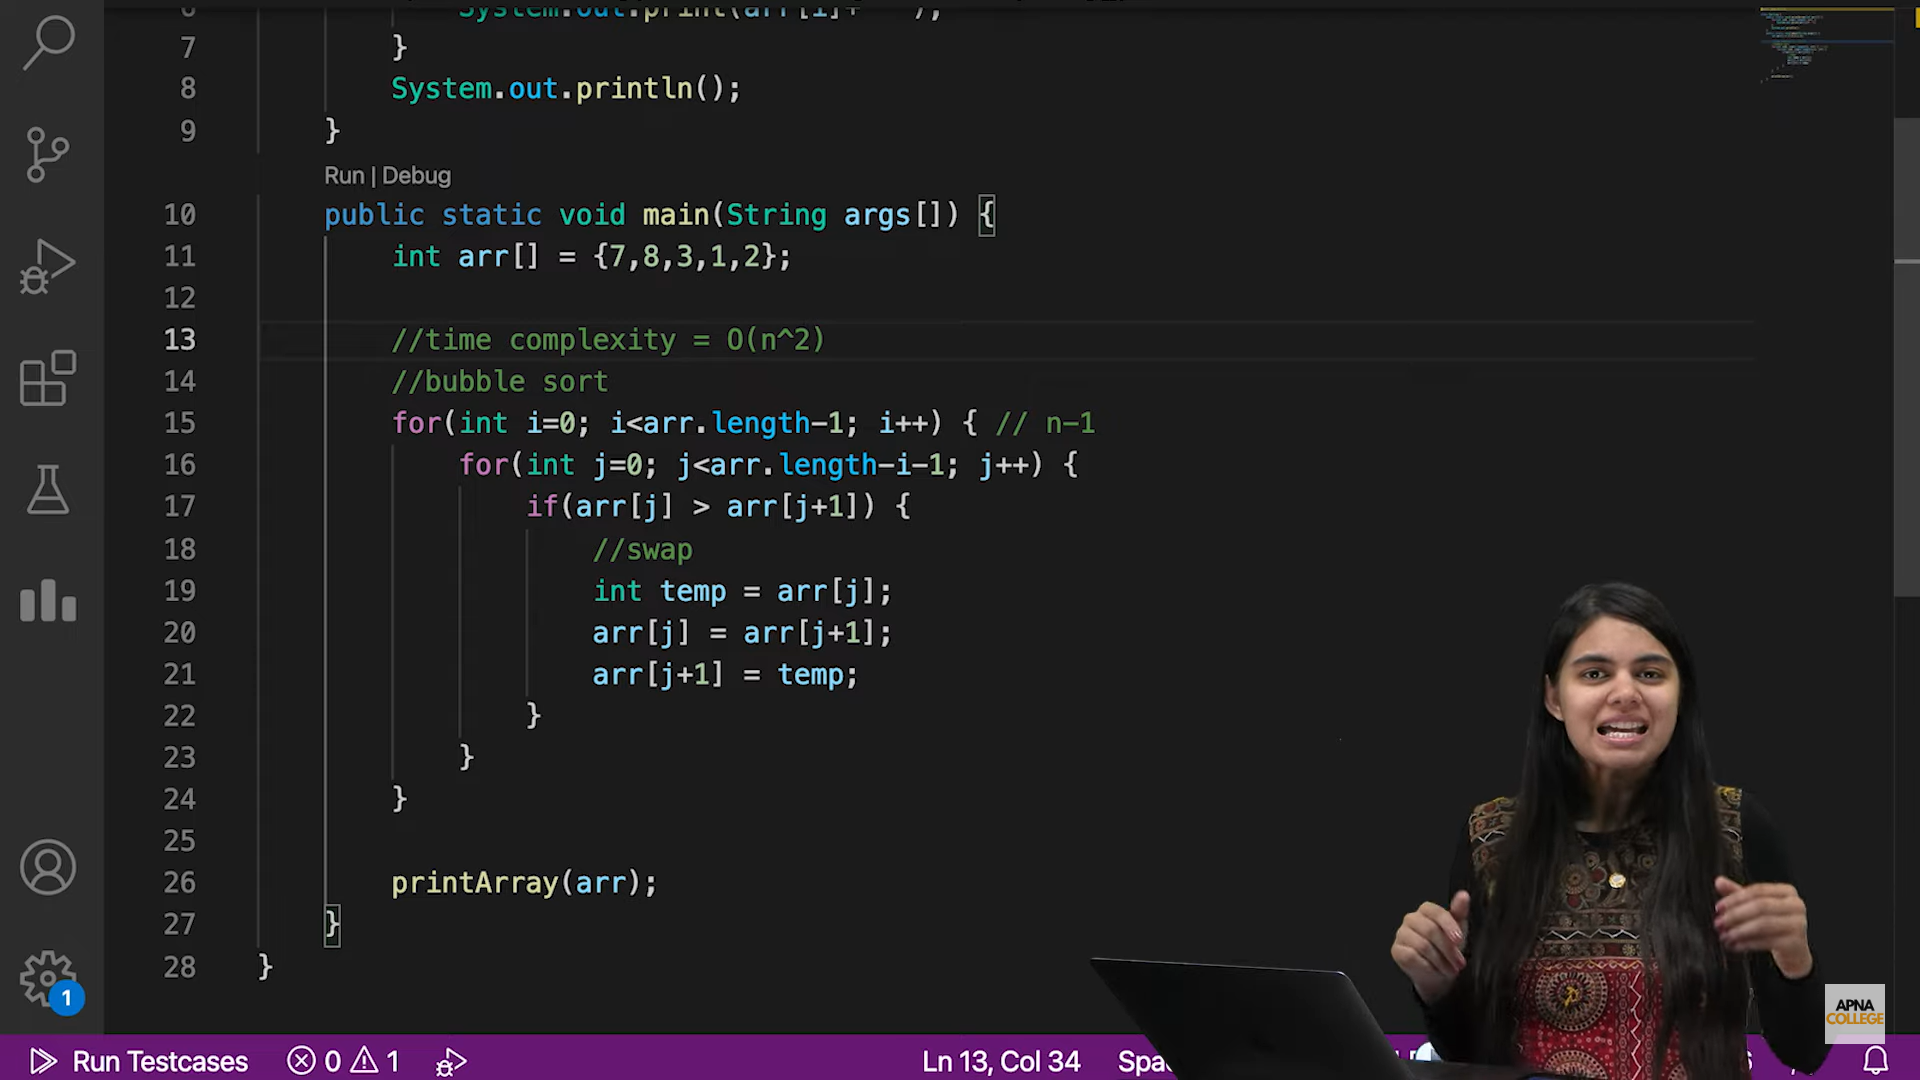 6 System.out.print(arr[i]+" ");
7 }
8 System.out.println();
9 }
Run | Debug
10 public static void main(String args[]) {
11 int arr[] = {7,8,3,1,2};
12
13 //time complexity = O(n^2)
14 //bubble sort
15 for(int i=0; i<arr.length-1; i++) { // n-1
16 for(int j=0; j<arr.length-i-1; j++) {
17 if(arr[j] > arr[j+1]) {
18 //swap
19 int temp = arr[j];
20 arr[j] = arr[j+1];
21 arr[j+1] = temp;
22 }
23 }
24 }
25
26 printArray(arr);
27 }
28 }
1
APNA
COLLEGE
Run Testcases 0 1 Ln 13, Col 34